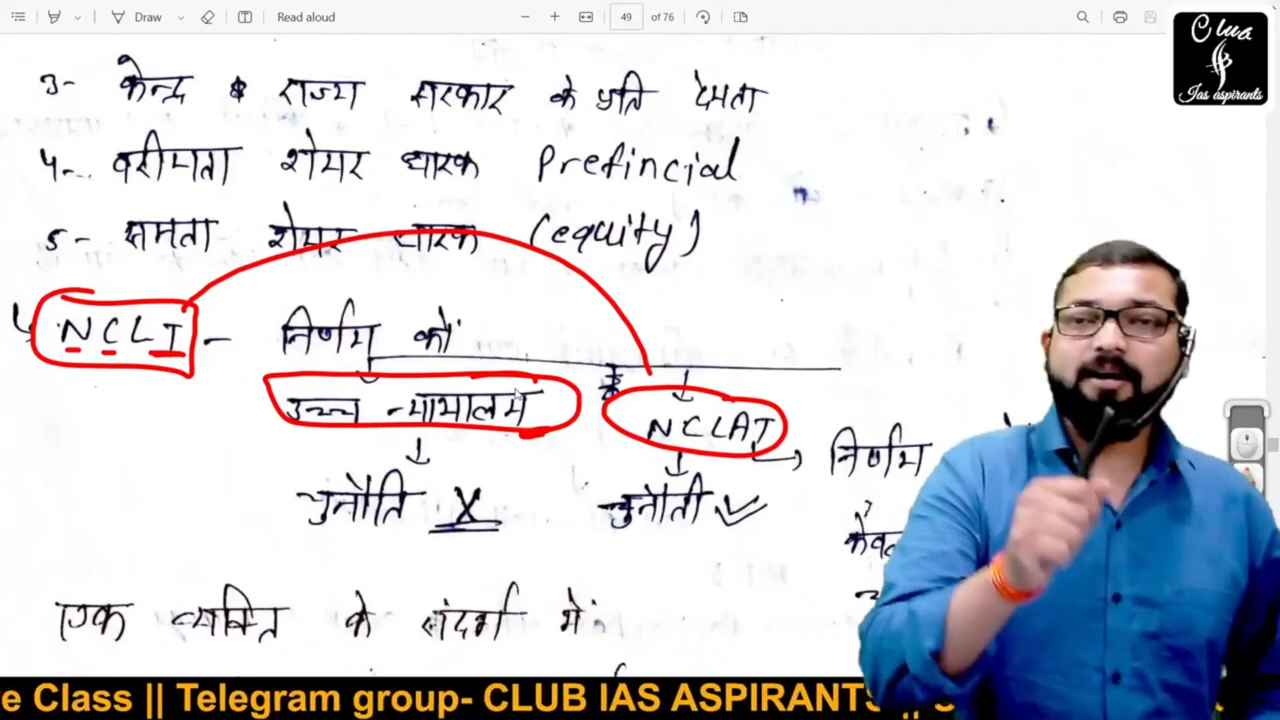 Draw
Read aloud
49 of 76
Clua
Ias aspirants
3- केन्द्र राज्य सरकार के प्रति देयता
4- वरीयता शेयर धारक Prefincial
5- समता शेयर धारक (equity)
NCLT - निर्णय को
उच्च न्यायालय में
NCLAT
निर्णय
चुनौति X चुनौती
केवल
एक व्यक्ति के संदर्भ में
e Class || Telegram group- CLUB IAS ASPIRANTS